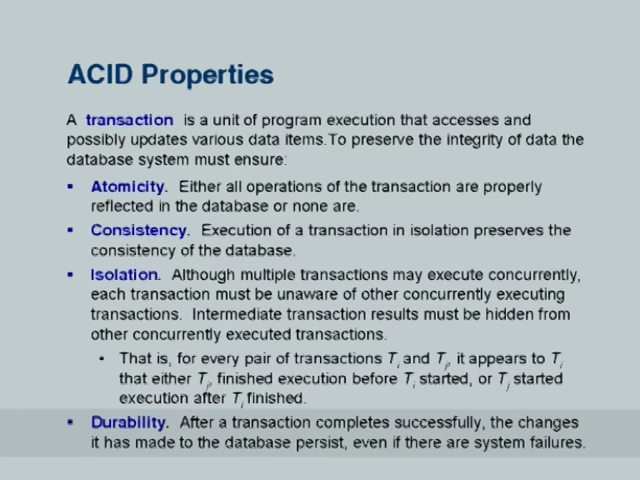 ACID Properties
A transaction is a unit of program execution that accesses and
possibly updates various data items.To preserve the integrity of data the
database system must ensure:
▪ Atomicity. Either all operations of the transaction are properly
reflected in the database or none are.
▪ Consistency. Execution of a transaction in isolation preserves the
consistency of the database.
▪ Isolation. Although multiple transactions may execute concurrently,
each transaction must be unaware of other concurrently executing
transactions. Intermediate transaction results must be hidden from
other concurrently executed transactions.
• That is, for every pair of transactions Ti and Tj, it appears to Ti
that either Tj, finished execution before Ti started, or Tj started
execution after Ti finished.
▪ Durability. After a transaction completes successfully, the changes
it has made to the database persist, even if there are system failures.